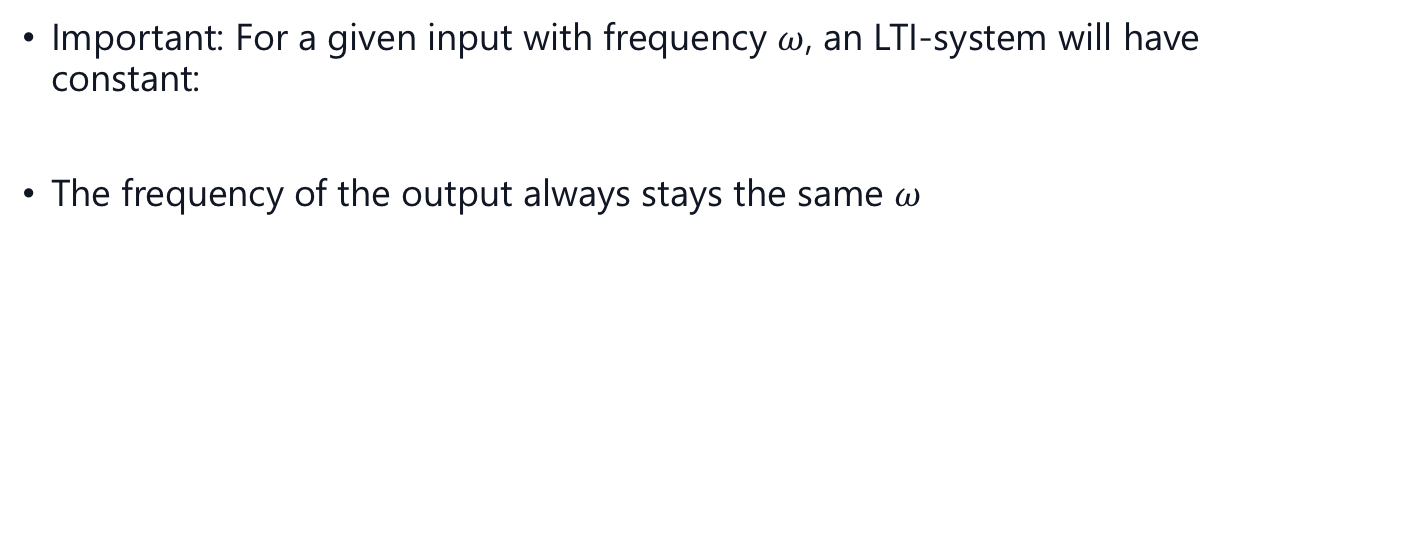 • Important: For a given input with frequency ω, an LTI-system will have
constant:
• The frequency of the output always stays the same ω